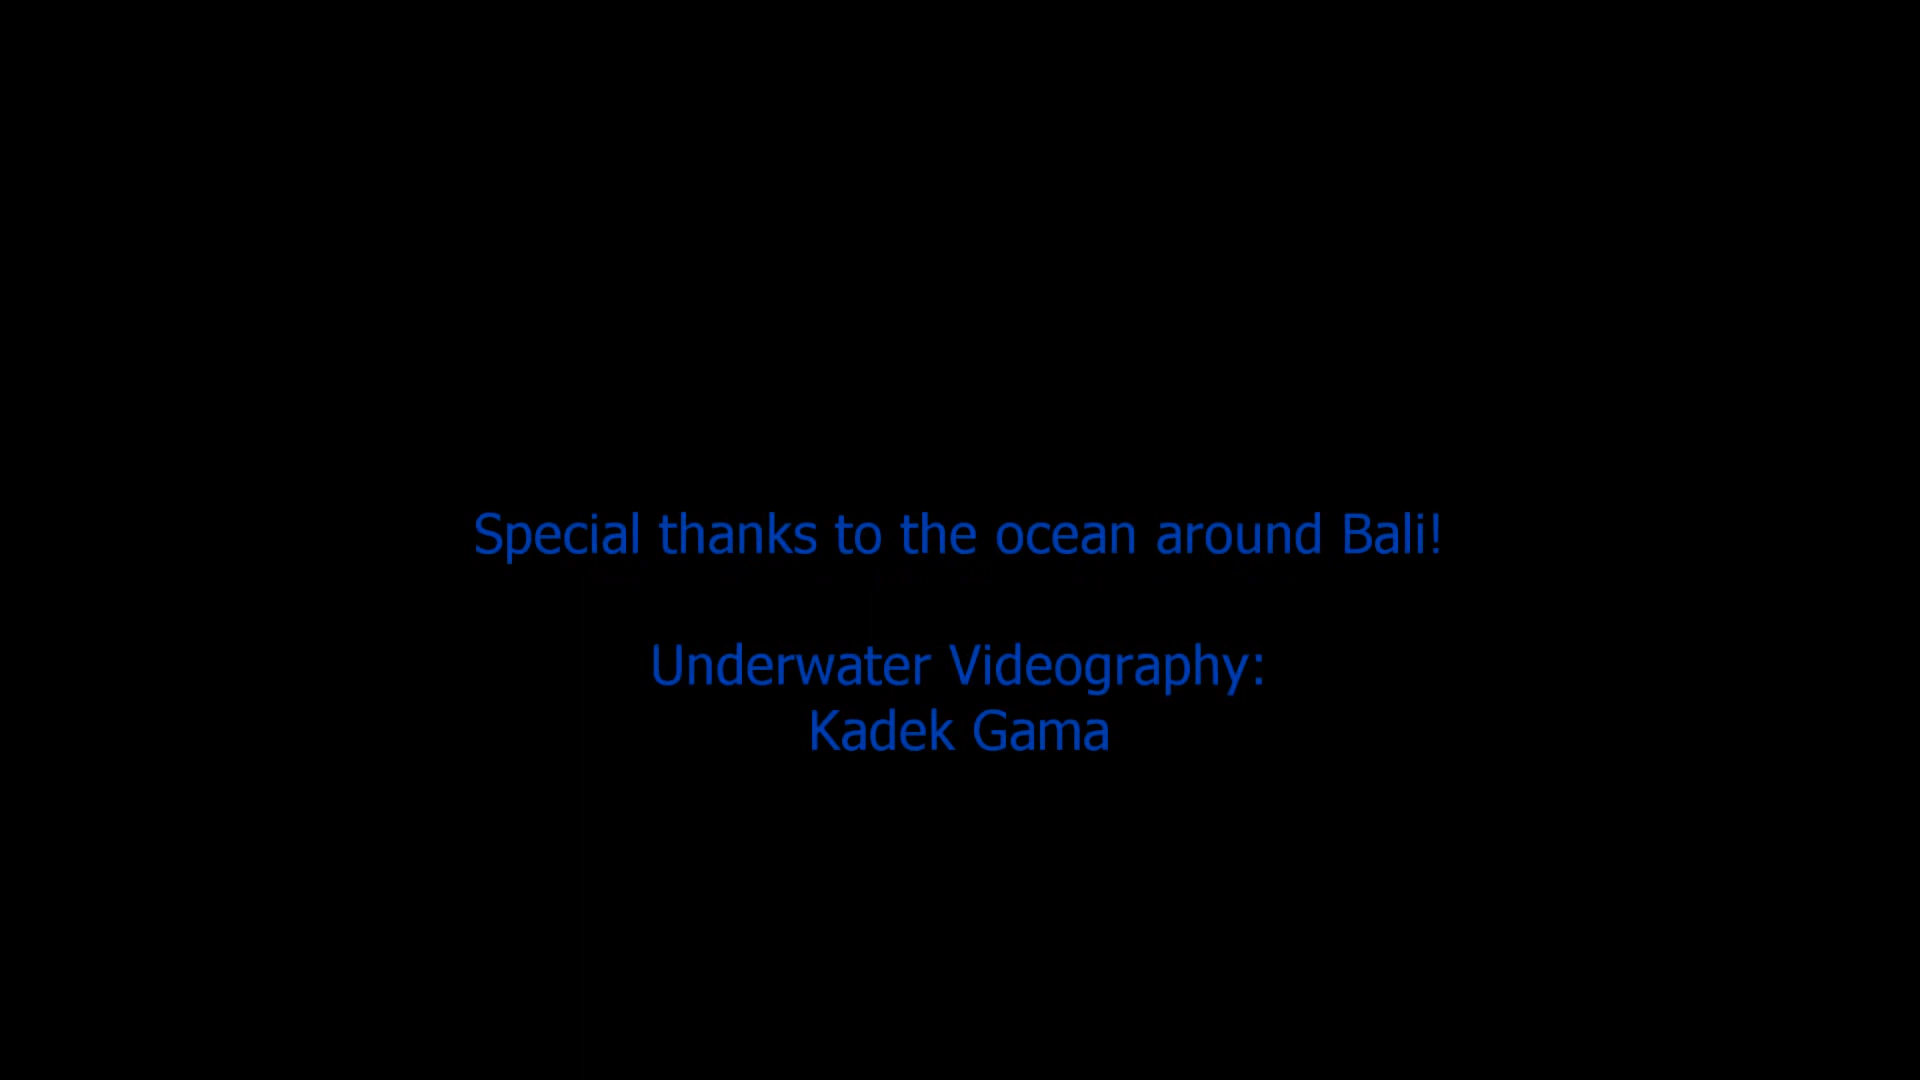 Special thanks to the ocean around Bali!
Underwater Videography:
Kadek Gama